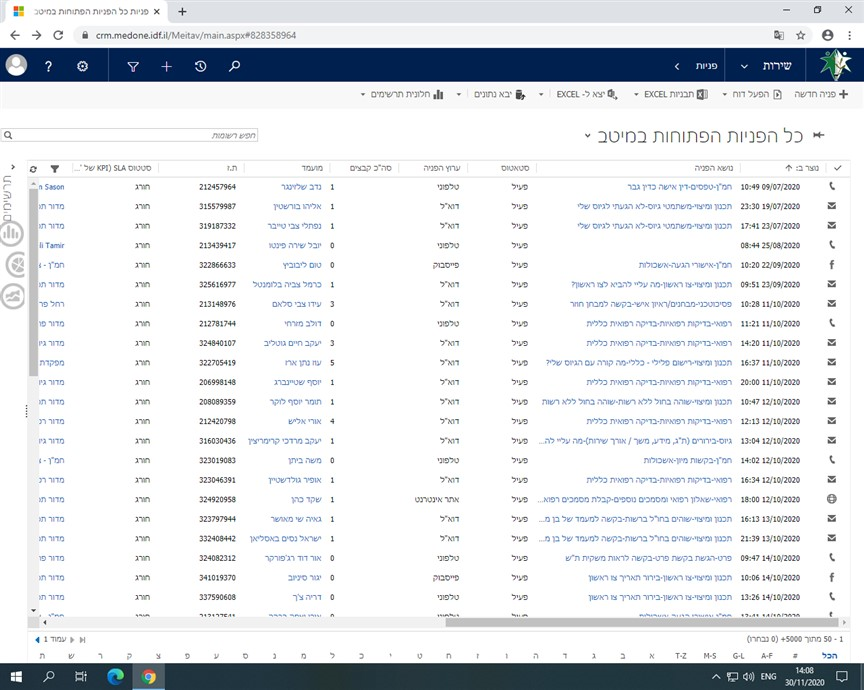 פניות כל הפניות הפתוחות במיטב
crm.medone.idf.il/Meitav/main.aspx#828358964
שירות פניות
פנייה חדשה הפעל דוח תבניות EXCEL יצא ל- EXCEL יבא נתונים חלונית תרשימים
כל הפניות הפתוחות במיטב
חפש רשומות
נוצר ב: נושא הפניה סטאטוס ערוץ הפניה סה"כ קבצים מועמד ת.ז סטטוס SLA (KPI של '...
תרשימים
09/07/2020 10:49 חמ"ן-טפסים-דין אישה כדין גבר פעיל טלפוני 1 נדב שלזינגר 212457964 חורג n Sason
19/07/2020 23:30 תכנון ומיצוי-משתמטי גיוס-לא הגעתי לגיוס שלי פעיל דוא"ל 1 אליהו בורשטין 315579987 חורג מדור תכ
23/07/2020 17:41 תכנון ומיצוי-משתמטי גיוס-לא הגעתי לגיוס שלי פעיל דוא"ל 1 נפתלי צבי טייבר 319187332 חורג מדור תכ
25/08/2020 08:44 פעיל טלפוני 0 יובל שירה פינטו 213439417 חורג li Tamir
22/09/2020 10:20 חמ"ן-אישורי הגעה-אשכולות פעיל פייסבוק 0 טום ליבוביץ 322866633 חורג חמ"ן - צ
23/09/2020 09:51 תכנון ומיצוי-צו ראשון-מה עליי להביא לצו ראשון? פעיל דוא"ל 1 כרמל צביה בלומנטל 325616977 חורג מדור תכ
11/10/2020 10:28 פסיכוטכני-מבחנים/ראיון אישי-בקשה למבחן חוזר פעיל דוא"ל 3 עידו צבי סלאם 213148976 חורג רחל פר
11/10/2020 11:21 רפואי-בדיקות רפואיות-בדיקה רפואית כללית פעיל טלפוני 0 דולב מזרחי 212781744 חורג מדור פר
11/10/2020 14:20 רפואי-בדיקות רפואיות-בדיקה רפואית כללית פעיל דוא"ל 3 יעקב חיים גוטליב 324840107 חורג מדור גיו
11/10/2020 16:37 תכנון ומיצוי-רישום פלילי - כללי-מה קורה עם הגיוס שלי? פעיל דוא"ל 5 עוז נתן ארז 322705419 חורג מפקדת
11/10/2020 20:00 רפואי-בדיקות רפואיות-בדיקה רפואית כללית פעיל דוא"ל 1 יוסף שטיינברג 206998148 חורג מדור גיו
12/10/2020 10:47 תכנון ומיצוי-שוהה בחול ללא רשות-שוהה בחול ללא רשות פעיל דוא"ל 1 תומר יוסף לוקר 208089359 חורג מדור תכ
12/10/2020 12:13 רפואי-בדיקות רפואיות-בדיקה רפואית כללית פעיל דוא"ל 4 אורי אליש 212420798 חורג מדור רפ
12/10/2020 13:04 גיוס-בירורים (ת"ג, מידע, משך / אורך שירות)-מה עליי לה... פעיל דוא"ל 1 יעקב מרדכי קרימריצין 316030436 חורג מדור גיו
12/10/2020 14:02 חמ"ן-בקשות מיון-אשכולות פעיל טלפוני 0 משה ביתן 323019083 חורג חמ"ן - צ
12/10/2020 16:34 רפואי-בדיקות רפואיות-בדיקה רפואית כללית פעיל דוא"ל 1 אופיר גולדשטיין 323046391 חורג מדור רפ
12/10/2020 18:00 רפואי-שאלון רפואי ומסמכים נוספים-קבלת מסמכים רפוא... פעיל אתר אינטרנט 1 שקד כהן 324920958 חורג מדור תכ
13/10/2020 16:13 תכנון ומיצוי-שוהים בחו"ל ברשות-בקשה למעמד של בן מ... פעיל דוא"ל 1 גאיה שי מאושר 323797944 חורג מדור תכ
13/10/2020 21:39 תכנון ומיצוי-שוהים בחו"ל ברשות-בקשה למעמד של בן מ... פעיל דוא"ל 1 ישראל נסים באסליאן 332408442 חורג מדור תכ
14/10/2020 09:47 פרט-הגשת בקשת פרט-בקשה לראות משקית ת"ש פעיל טלפוני 0 אור דוד רג'פורקר 324082312 חורג מדור פר
14/10/2020 10:06 תכנון ומיצוי-צו ראשון-בירור תאריך צו ראשון פעיל פייסבוק 0 יגור סיניוב 341019370 חורג מדור תכ
14/10/2020 13:26 תכנון ומיצוי-צו ראשון-בירור תאריך צו ראשון פעיל טלפוני 0 דריה צ'ך 337590608 חורג מדור תכ
1 - 50 מתוך 5000+ (0 נבחרו) עמוד 1
הכל # A-F G-L M-S T-Z א ב ג ד ה ו ז ח ט י כ ל מ נ ס ע פ צ ק ר ש ת
ENG 14:08
30/11/2020